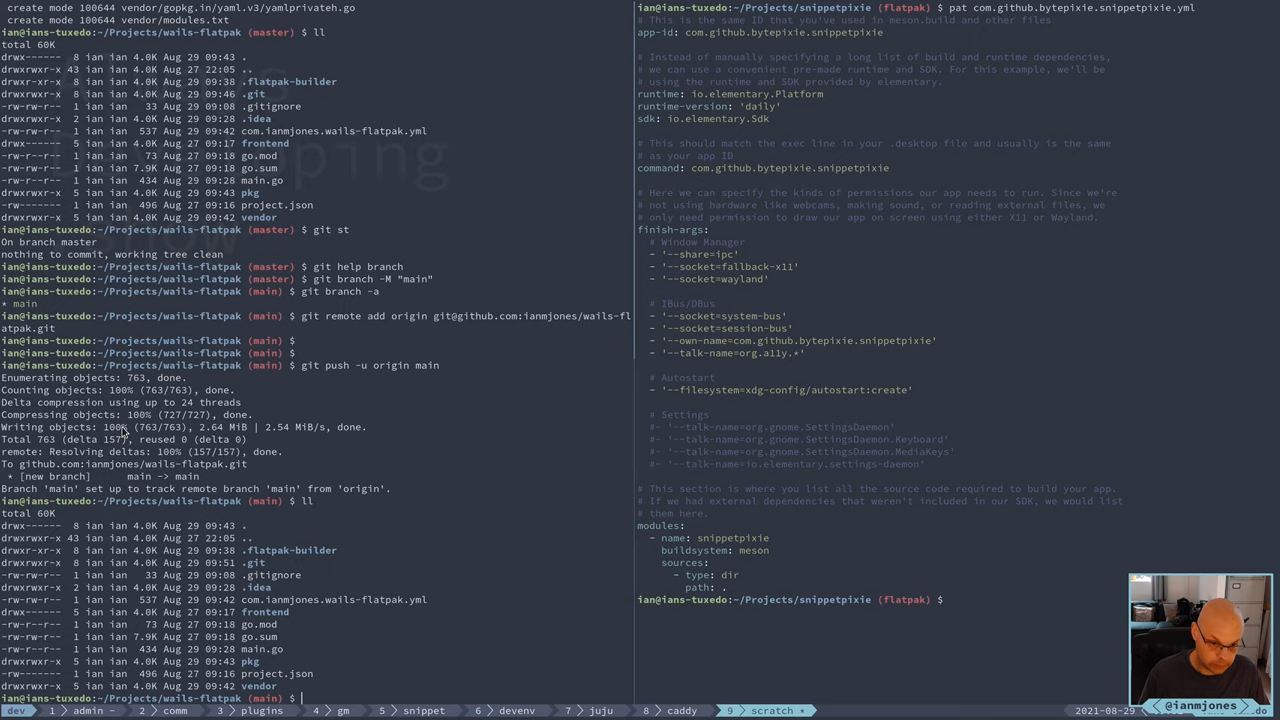 create mode 100644 vendor/gopkg.in/yaml.v3/yamlprivateh.go
create mode 100644 vendor/modules.txt
ian@ians-tuxedo:~/Projects/wails-flatpak (master) $ ll
total 60K
drwx------  8 ian ian 4.0K Aug 29 09:43 .
drwxrwxr-x 43 ian ian 4.0K Aug 27 22:05 ..
drwxr-xr-x  7 ian ian 4.0K Aug 29 09:38 .flatpak-builder
drwxrwxr-x  8 ian ian 4.0K Aug 29 09:46 .git
-rw-rw-r--  1 ian ian   33 Aug 29 09:08 .gitignore
drwxrwxr-x  2 ian ian 4.0K Aug 29 09:28 .idea
-rw-rw-r--  1 ian ian  537 Aug 29 09:42 com.ianmjones.wails-flatpak.yml
drwxrwxr-x  5 ian ian 4.0K Aug 27 09:17 frontend
-rw-rw-r--  1 ian ian   73 Aug 27 09:18 go.mod
-rw-rw-r--  1 ian ian 7.9K Aug 27 09:18 go.sum
-rw-rw-r--  1 ian ian  434 Aug 29 09:28 main.go
drwxrwxr-x  5 ian ian 4.0K Aug 29 09:43 pkg
-rw-rw-r--  1 ian ian  496 Aug 27 09:16 project.json
drwxrwxr-x  5 ian ian 4.0K Aug 29 09:42 vendor
ian@ians-tuxedo:~/Projects/wails-flatpak (master) $ git st
On branch master
nothing to commit, working tree clean
ian@ians-tuxedo:~/Projects/wails-flatpak (master) $ git help branch
ian@ians-tuxedo:~/Projects/wails-flatpak (master) $ git branch -M "main"
ian@ians-tuxedo:~/Projects/wails-flatpak (main) $ git branch -a
* main
ian@ians-tuxedo:~/Projects/wails-flatpak (main) $ git remote add origin git@github.com:ianmjones/wails-fl
atpak.git
ian@ians-tuxedo:~/Projects/wails-flatpak (main) $
ian@ians-tuxedo:~/Projects/wails-flatpak (main) $
ian@ians-tuxedo:~/Projects/wails-flatpak (main) $ git push -u origin main
Enumerating objects: 763, done.
Counting objects: 100% (763/763), done.
Delta compression using up to 24 threads
Compressing objects: 100% (727/727), done.
Writing objects: 100% (763/763), 2.64 MiB | 2.54 MiB/s, done.
Total 763 (delta 157), reused 0 (delta 0)
remote: Resolving deltas: 100% (157/157), done.
To github.com:ianmjones/wails-flatpak.git
 * [new branch]      main -> main
Branch 'main' set up to track remote branch 'main' from 'origin'.
ian@ians-tuxedo:~/Projects/wails-flatpak (main) $ ll
total 60K
drwx------  8 ian ian 4.0K Aug 29 09:43 .
drwxrwxr-x 43 ian ian 4.0K Aug 27 22:05 ..
drwxr-xr-x  7 ian ian 4.0K Aug 29 09:38 .flatpak-builder
drwxrwxr-x  8 ian ian 4.0K Aug 29 09:51 .git
-rw-rw-r--  1 ian ian   33 Aug 29 09:08 .gitignore
drwxrwxr-x  2 ian ian 4.0K Aug 29 09:28 .idea
-rw-rw-r--  1 ian ian  537 Aug 29 09:42 com.ianmjones.wails-flatpak.yml
drwxrwxr-x  5 ian ian 4.0K Aug 27 09:17 frontend
-rw-rw-r--  1 ian ian   73 Aug 27 09:18 go.mod
-rw-rw-r--  1 ian ian 7.9K Aug 27 09:18 go.sum
-rw-rw-r--  1 ian ian  434 Aug 29 09:28 main.go
drwxrwxr-x  5 ian ian 4.0K Aug 29 09:43 pkg
-rw-rw-r--  1 ian ian  496 Aug 27 09:16 project.json
drwxrwxr-x  5 ian ian 4.0K Aug 29 09:42 vendor
ian@ians-tuxedo:~/Projects/wails-flatpak (main) $
ian@ians-tuxedo:~/Projects/snippetpixie (flatpak) $ pat com.github.bytepixie.snippetpixie.yml
# This is the same ID that you've used in meson.build and other files
app-id: com.github.bytepixie.snippetpixie
# Instead of manually specifying a long list of build and runtime dependencies,
# we can use a convenient pre-made runtime and SDK. For this example, we'll be
# using the runtime and SDK provided by elementary.
runtime: io.elementary.Platform
runtime-version: 'daily'
sdk: io.elementary.Sdk
# This should match the exec line in your .desktop file and usually is the same
# as your app ID
command: com.github.bytepixie.snippetpixie
# Here we can specify the kinds of permissions our app needs to run. Since we're
# not using hardware like webcams, making sound, or reading external files, we
# only need permission to draw our app on screen using either X11 or Wayland.
finish-args:
  # Window Manager
  - '--share=ipc'
  - '--socket=fallback-x11'
  - '--socket=wayland'
  # IBus/DBus
  - '--socket=system-bus'
  - '--socket=session-bus'
  - '--own-name=com.github.bytepixie.snippetpixie'
  - '--talk-name=org.a11y.*'
  # Autostart
  - '--filesystem=xdg-config/autostart:create'
  # Settings
  #- '--talk-name=org.gnome.SettingsDaemon'
  #- '--talk-name=org.gnome.SettingsDaemon.Keyboard'
  #- '--talk-name=org.gnome.SettingsDaemon.MediaKeys'
  #- '--talk-name=io.elementary.settings-daemon'
# This section is where you list all the source code required to build your app.
# If we had external dependencies that weren't included in our SDK, we would list
# them here.
modules:
  - name: snippetpixie
    buildsystem: meson
    sources:
      - type: dir
        path: .
ian@ians-tuxedo:~/Projects/snippetpixie (flatpak) $
dev 1 admin - 2 comm 3 plugins 4 gm 5 snippet 6 devenv 7 juju 8 caddy 9 scratch * 2021-08-29
< @ianmjones >